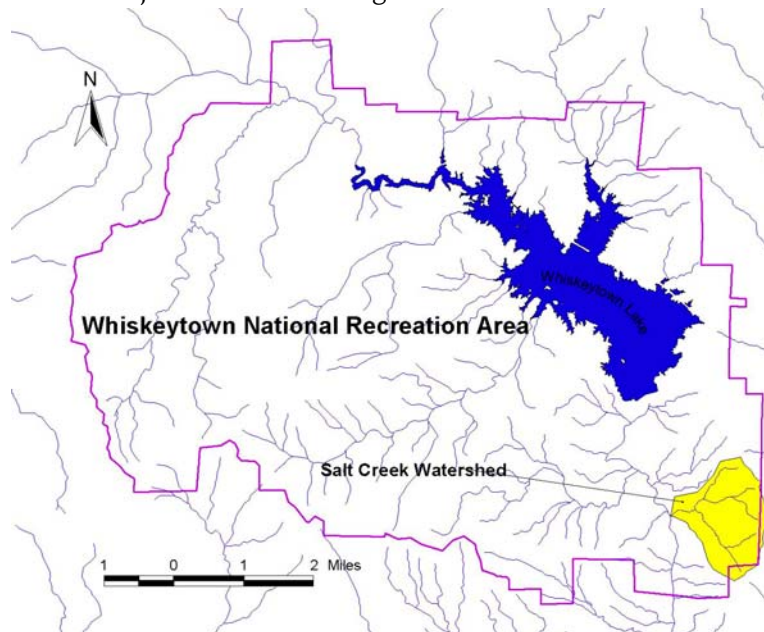 N
Whiskeytown Lake
Whiskeytown National Recreation Area
Salt Creek Watershed
1 0 1 2 Miles